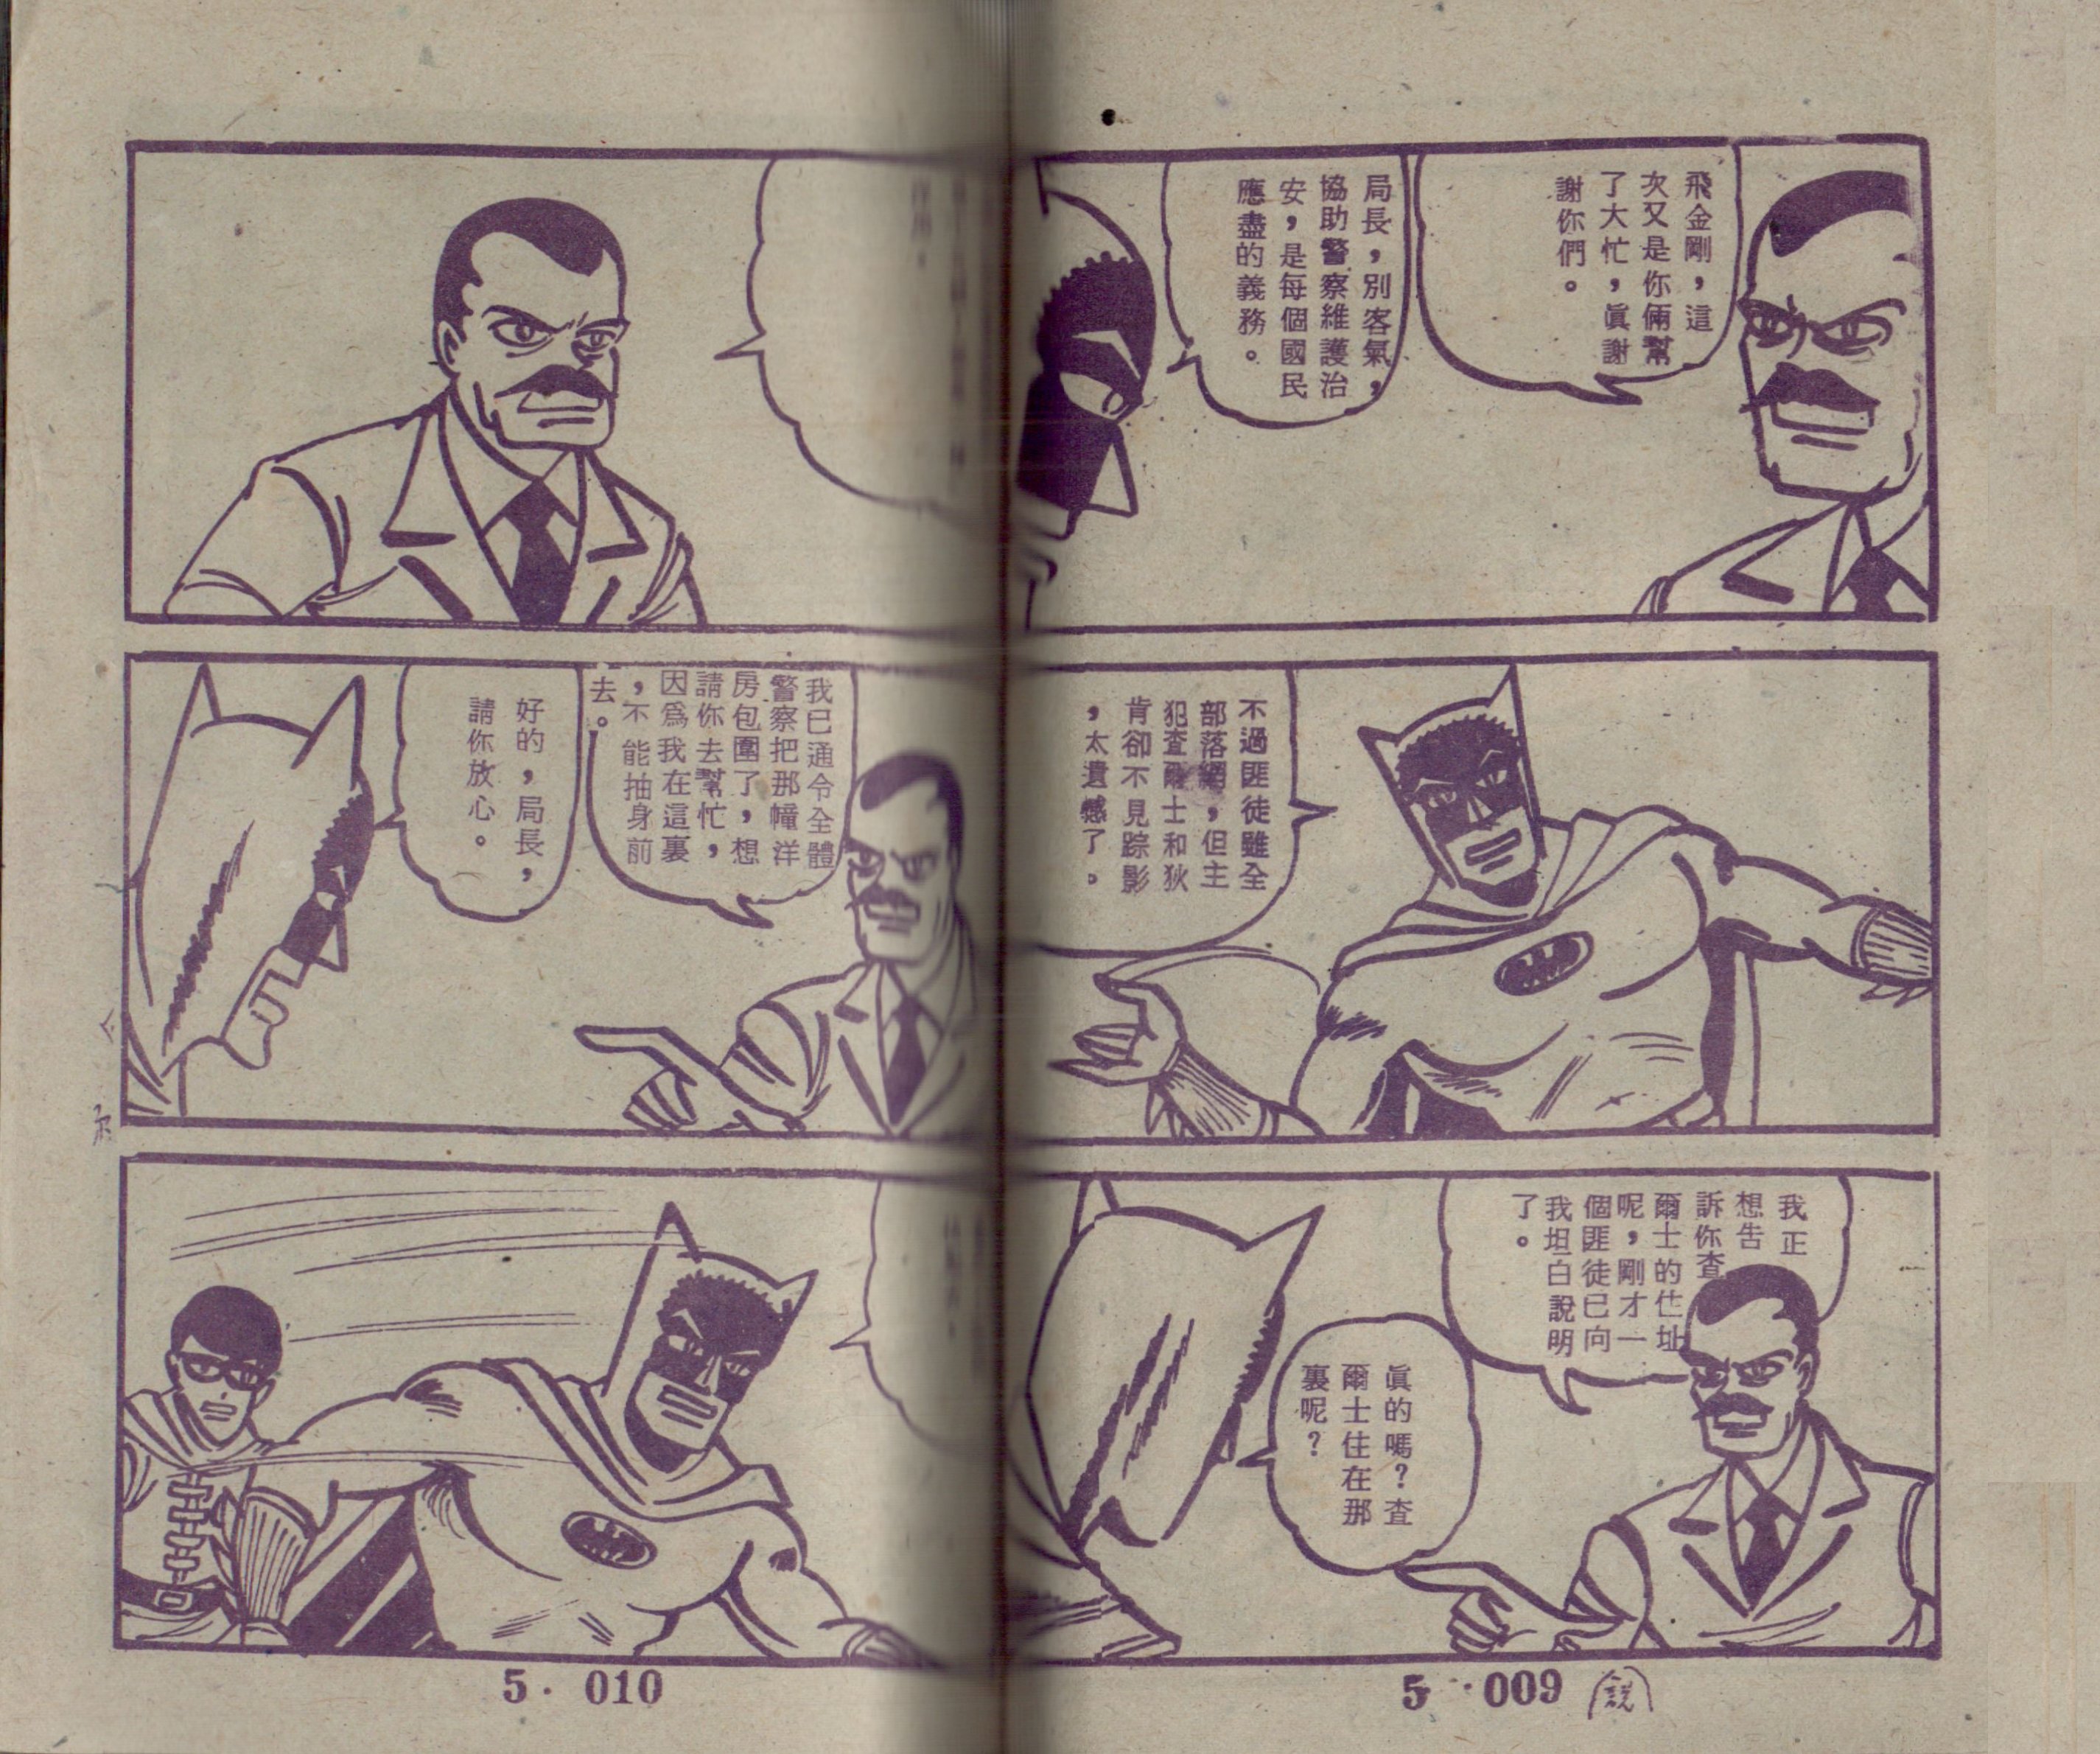 飛金剛，這
次又是你倆幫
了大忙，眞謝
謝你們。
局長，別客氣，
協助警察維護治
安，是每個國民
應盡的義務。
不過匪徒雖全
部落網，但主
犯查爾士和狄
肯卻不見踪影
，太遺憾了。
我正
想告
訴你查
爾士的住址
呢，剛才一
個匪徒已向
我坦白說明
了。
眞的嗎？查
爾士住在那
裏呢？
5·009
我已通令全體
警察把那幢洋
房包圍了，想
請你去幫忙，
因爲我在這裏
，不能抽身前
去。
好的，局長，
請你放心。
5·010